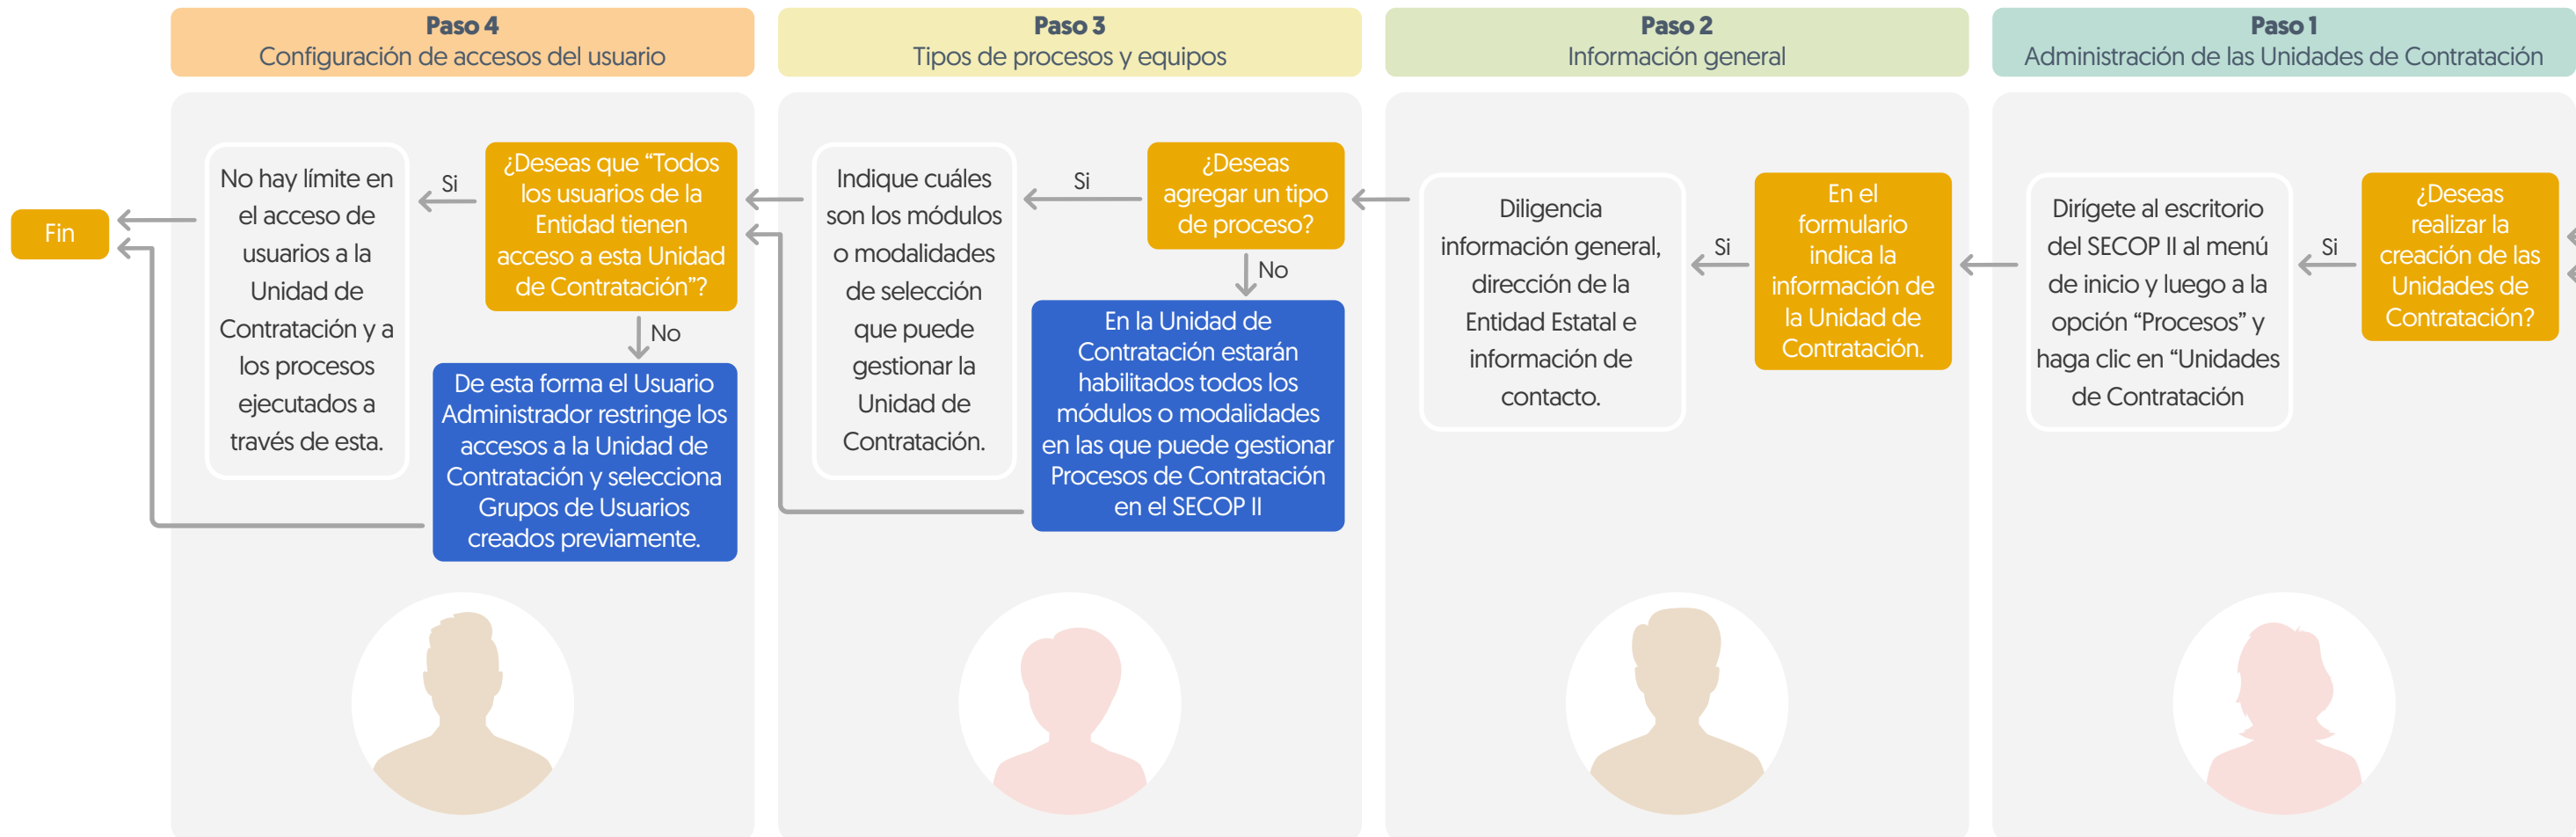 Paso 4
Configuración de accesos del usuario
Paso 3
Tipos de procesos y equipos
Paso 2
Información general
Paso 1
Administración de las Unidades de Contratación
Fin
No hay límite en
el acceso de
usuarios a la
Unidad de
Contratación y a
los procesos
ejecutados a
través de esta.
Si
¿Deseas que “Todos
los usuarios de la
Entidad tienen
acceso a esta Unidad
de Contratación”?
No
De esta forma el Usuario
Administrador restringe los
accesos a la Unidad de
Contratación y selecciona
Grupos de Usuarios
creados previamente.
Indique cuáles
son los módulos
o modalidades
de selección
que puede
gestionar la
Unidad de
Contratación.
Si
¿Deseas
agregar un tipo
de proceso?
No
En la Unidad de
Contratación estarán
habilitados todos los
módulos o modalidades
en las que puede gestionar
Procesos de Contratación
en el SECOP II
Diligencia
información general,
dirección de la
Entidad Estatal e
información de
contacto.
Si
En el
formulario
indica la
información de
la Unidad de
Contratación.
Dirígete al escritorio
del SECOP II al menú
de inicio y luego a la
opción “Procesos” y
haga clic en “Unidades
de Contratación
Si
¿Deseas
realizar la
creación de las
Unidades de
Contratación?